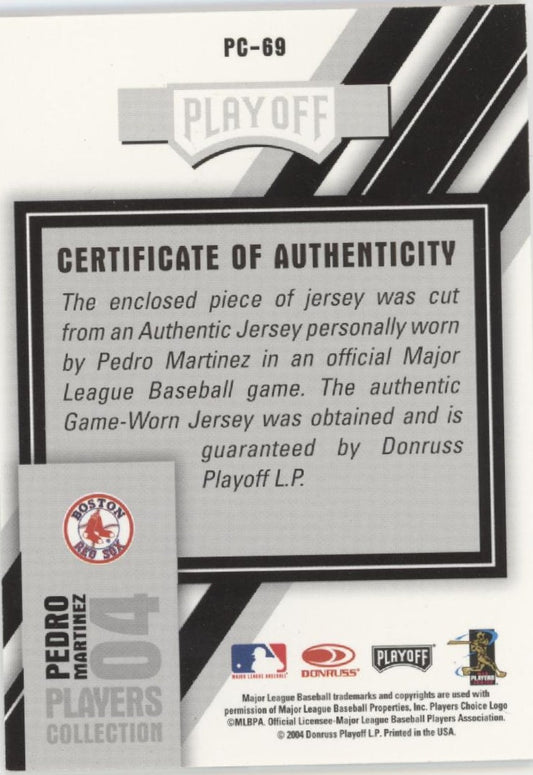 PC-69
PLAYOFF
CERTIFICATE OF AUTHENTICITY
The enclosed piece of jersey was cut
from an Authentic Jersey personally worn
by Pedro Martinez in an official Major
League Baseball game. The authentic
Game-Worn Jersey was obtained and is
guaranteed by Donruss
Playoff L.P.
BOSTON
RED SOX
PEDRO
MARTINEZ
04
PLAYERS
COLLECTION
MAJOR LEAGUE BASEBALL
DONRUSS
PLAYOFF
PLAYERS
Major League Baseball trademarks and copyrights are used with
permission of Major League Baseball Properties, Inc. Players Choice Logo
©MLBPA. Official Licensee-Major League Baseball Players Association.
© 2004 Donruss Playoff L.P. Printed in the USA.